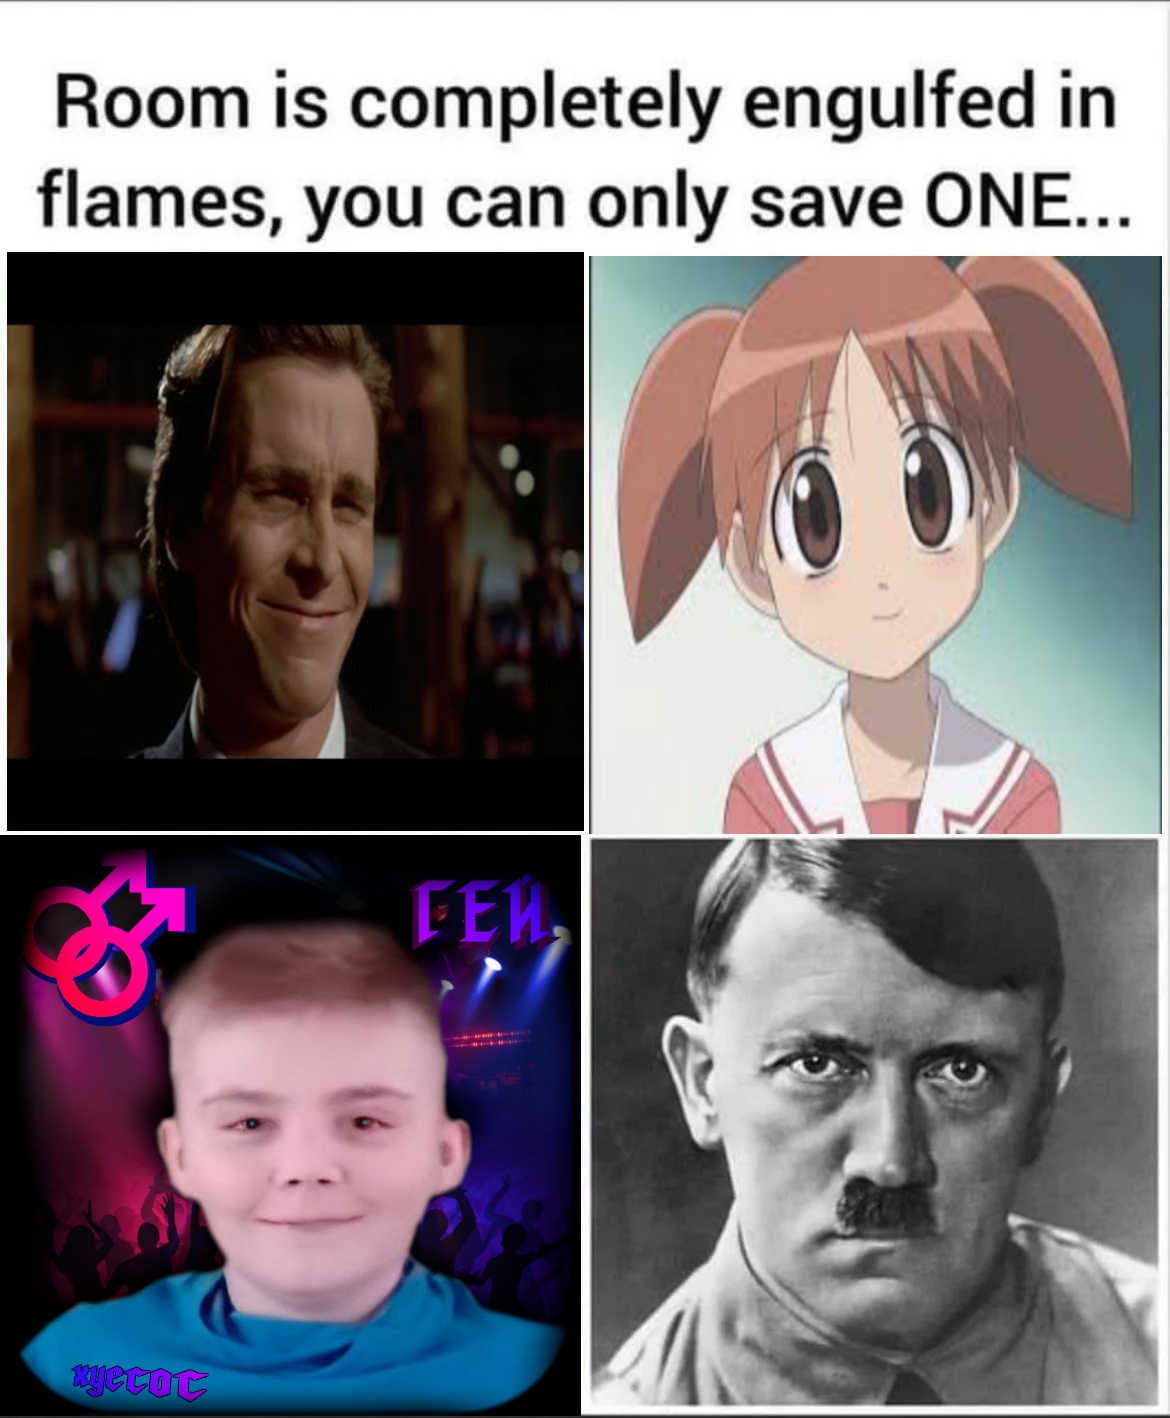 Room is completely engulfed in
flames, you can only save ONE...
ГЕЙ
хуесос